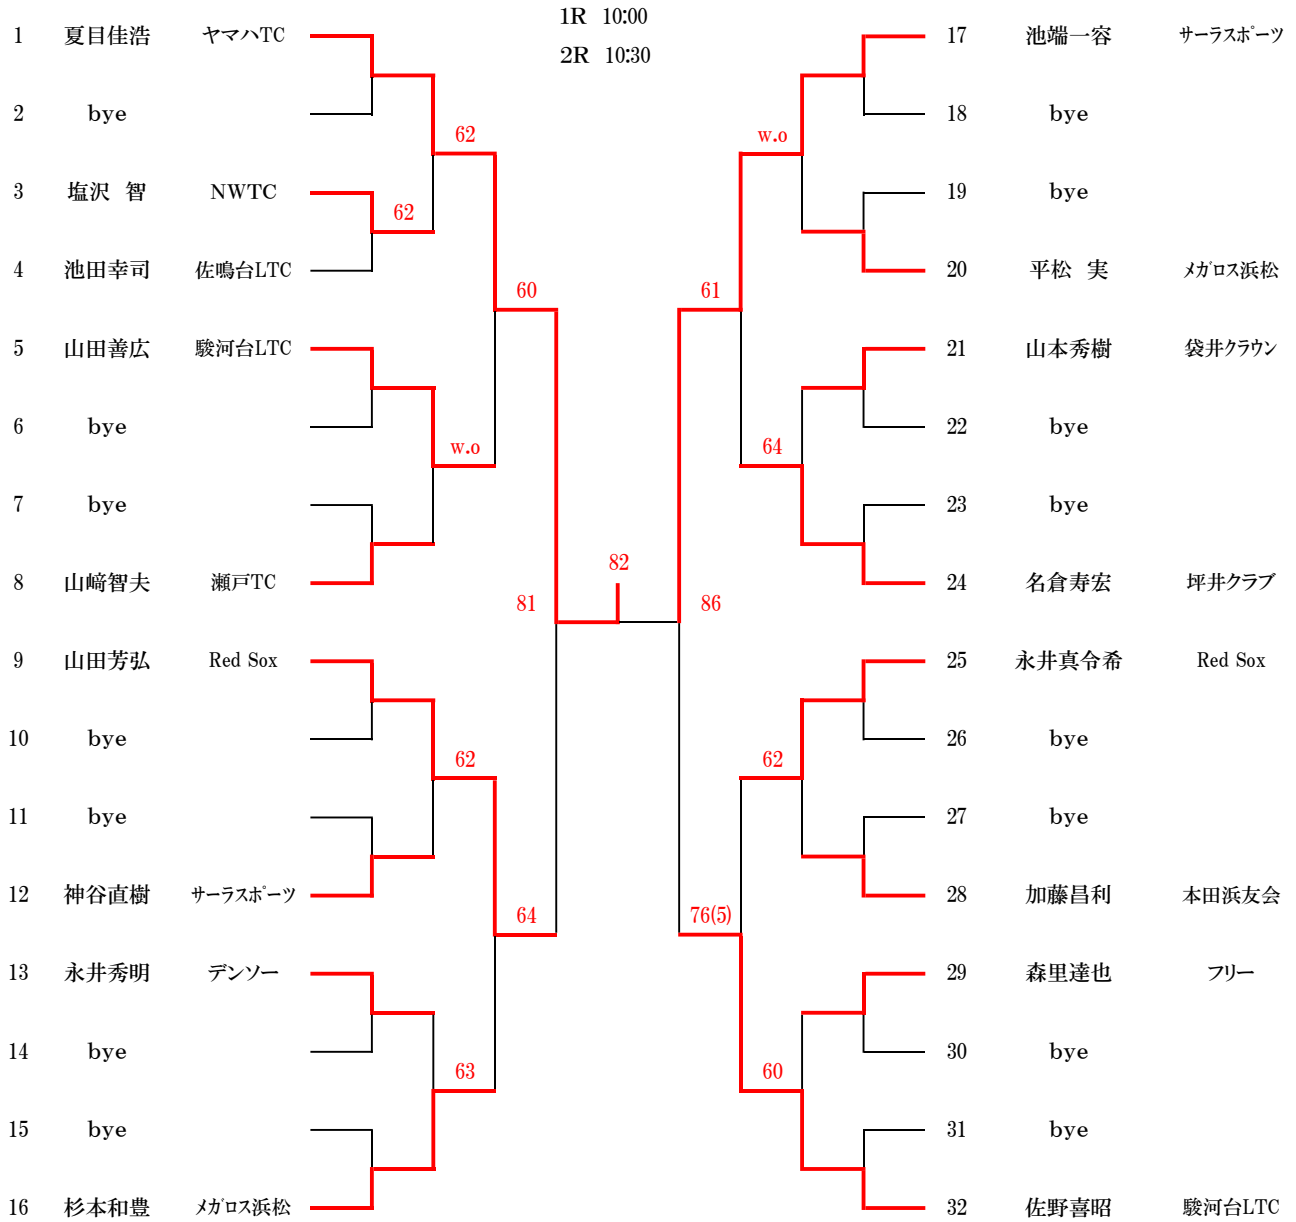 1R 10:00
2R 10:30
1 夏目佳浩 ヤマハTC
2 bye
3 塩沢 智 NWTC
4 池田幸司 佐鳴台LTC
5 山田善広 駿河台LTC
6 bye
7 bye
8 山﨑智夫 瀬戸TC
9 山田芳弘 Red Sox
10 bye
11 bye
12 神谷直樹 サーラスポーツ
13 永井秀明 デンソー
14 bye
15 bye
16 杉本和豊 メガロス浜松
62
62
60
w.o
81
62
64
63
82
w.o
61
64
86
62
76(5)
60
17 池端一容 サーラスポーツ
18 bye
19 bye
20 平松 実 メガロス浜松
21 山本秀樹 袋井クラウン
22 bye
23 bye
24 名倉寿宏 坪井クラブ
25 永井真令希 Red Sox
26 bye
27 bye
28 加藤昌利 本田浜友会
29 森里達也 フリー
30 bye
31 bye
32 佐野喜昭 駿河台LTC